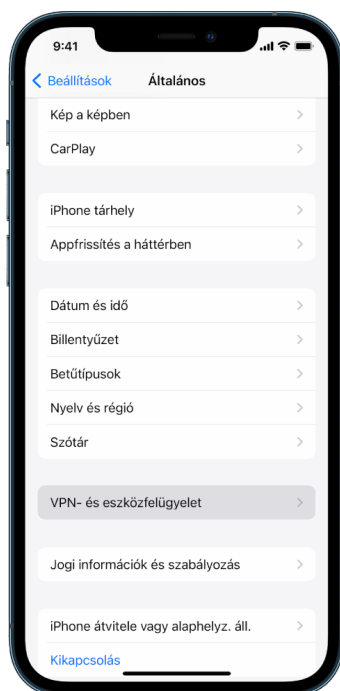 9:41
Beállítások Általános
Kép a képben
CarPlay
iPhone tárhely
Appfrissítés a háttérben
Dátum és idő
Billentyűzet
Betűtípusok
Nyelv és régió
Szótár
VPN- és eszközfelügyelet
Jogi információk és szabályozás
iPhone átvitele vagy alaphelyz. áll.
Kikapcsolás